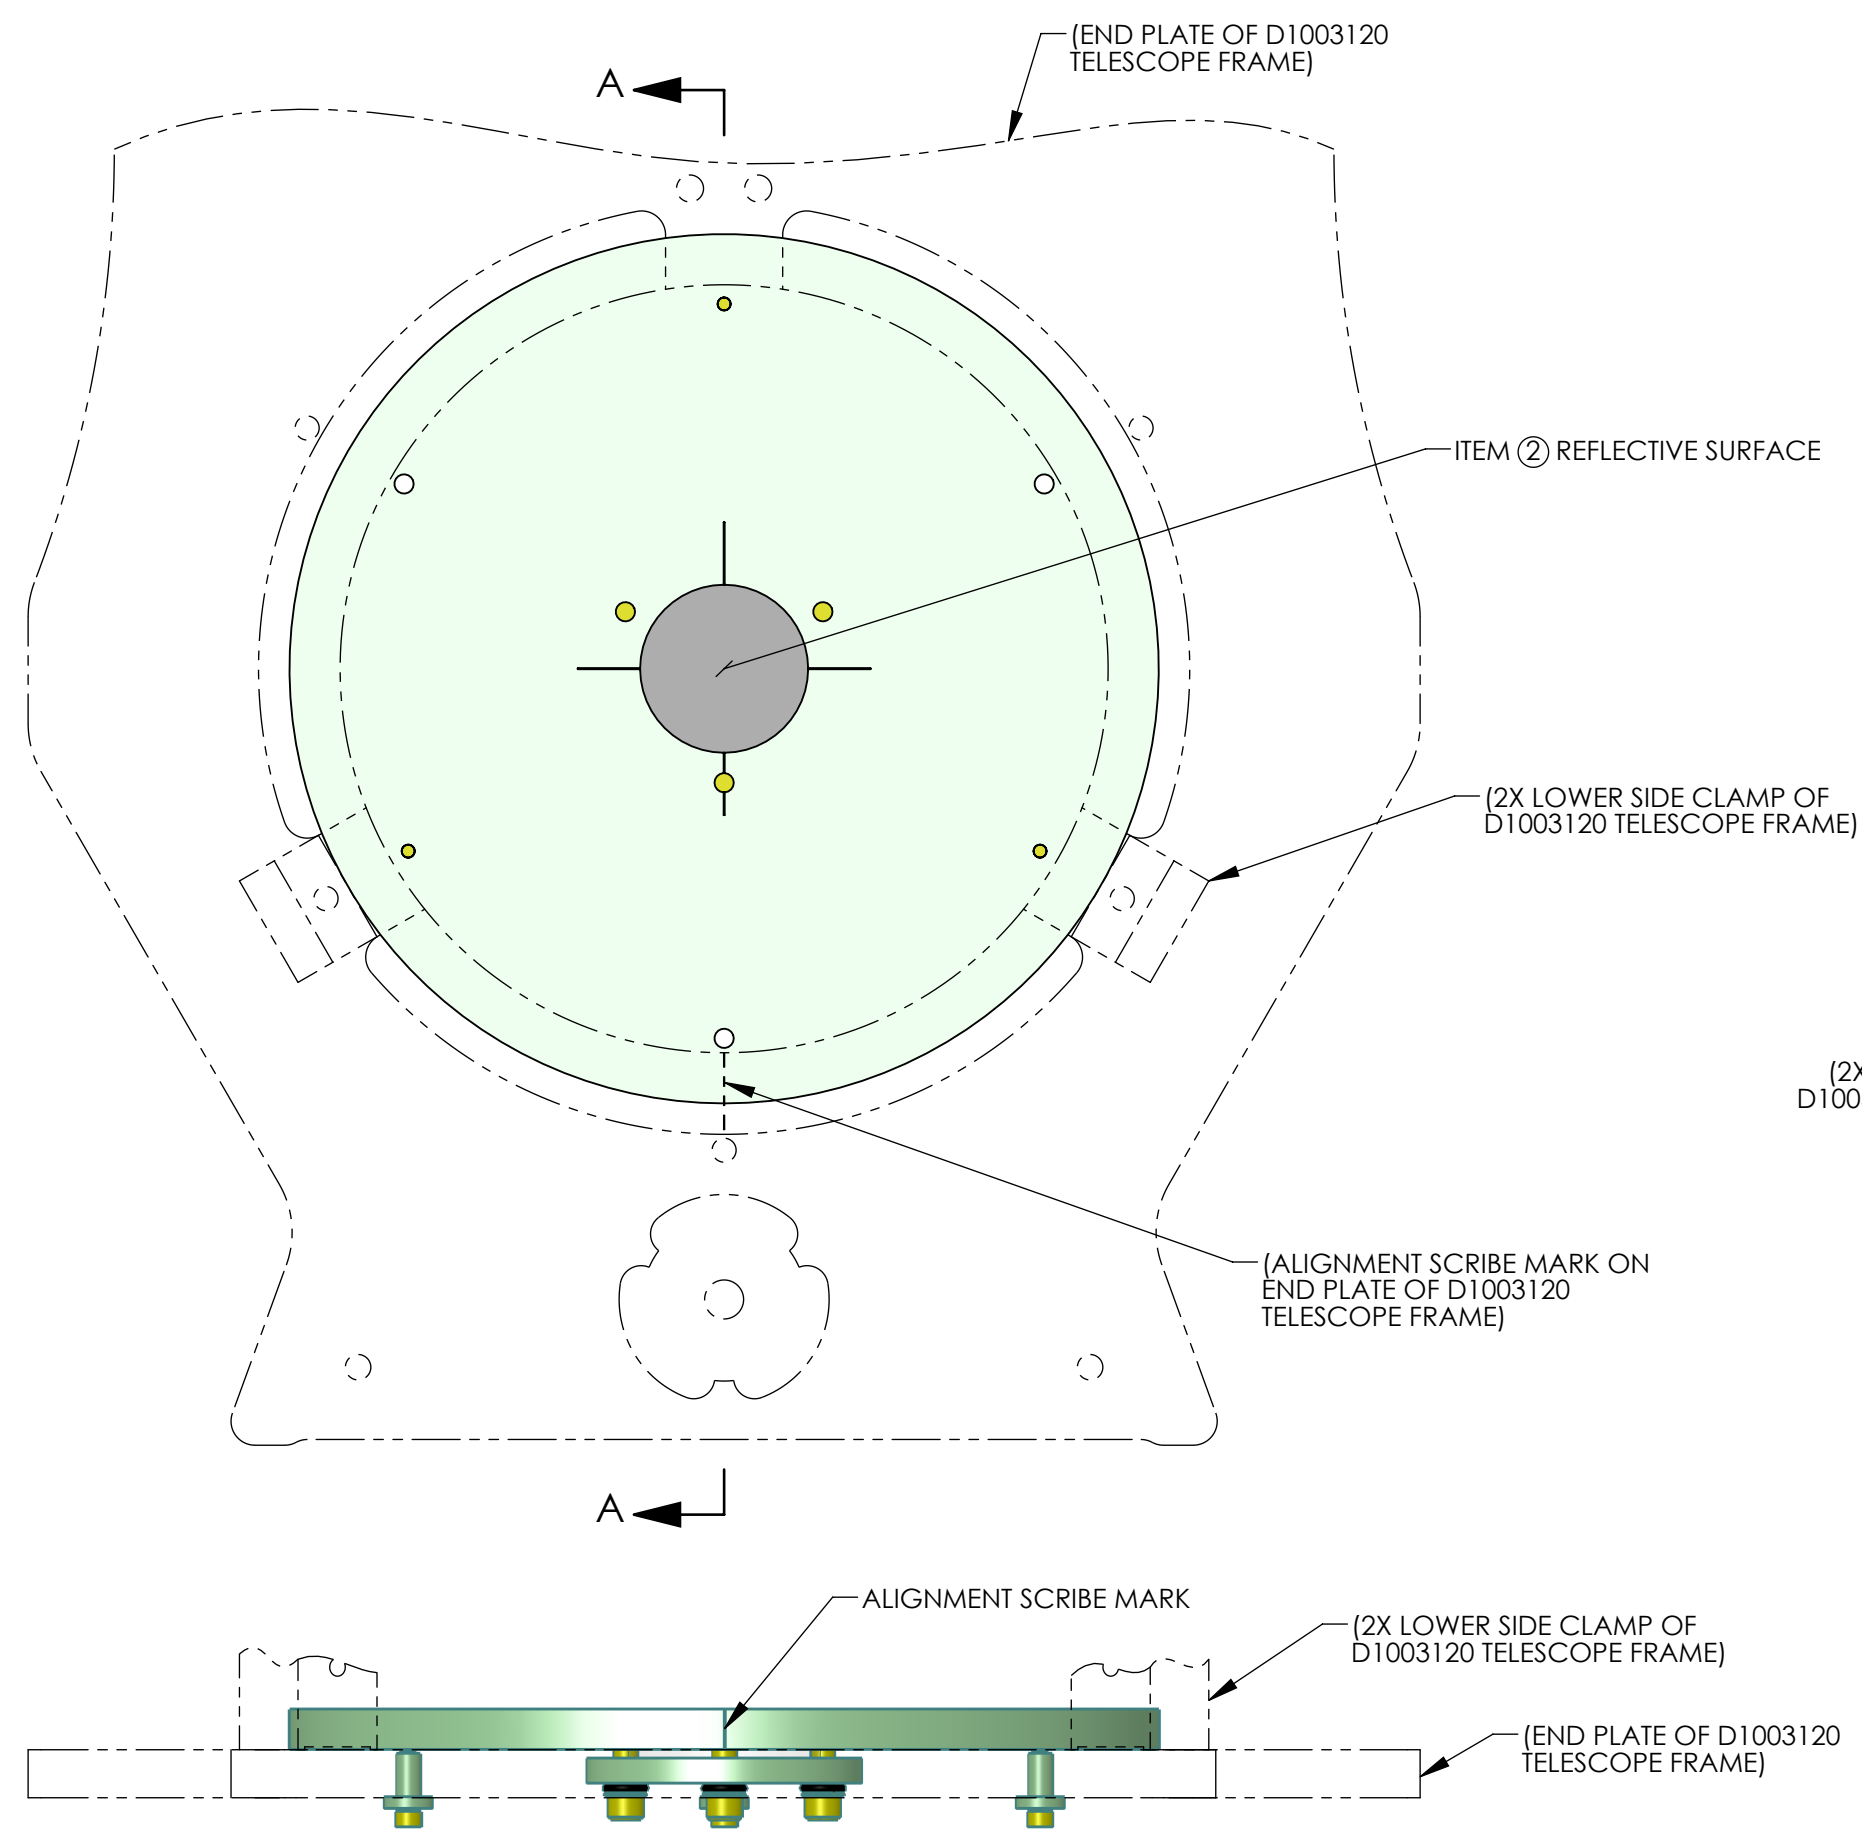 (END PLATE OF D1003120
TELESCOPE FRAME)
A
ITEM ② REFLECTIVE SURFACE
(2X LOWER SIDE CLAMP OF
D1003120 TELESCOPE FRAME)
(2X
D100
(ALIGNMENT SCRIBE MARK ON
END PLATE OF D1003120
TELESCOPE FRAME)
A
ALIGNMENT SCRIBE MARK
(2X LOWER SIDE CLAMP OF
D1003120 TELESCOPE FRAME)
(END PLATE OF D1003120
TELESCOPE FRAME)